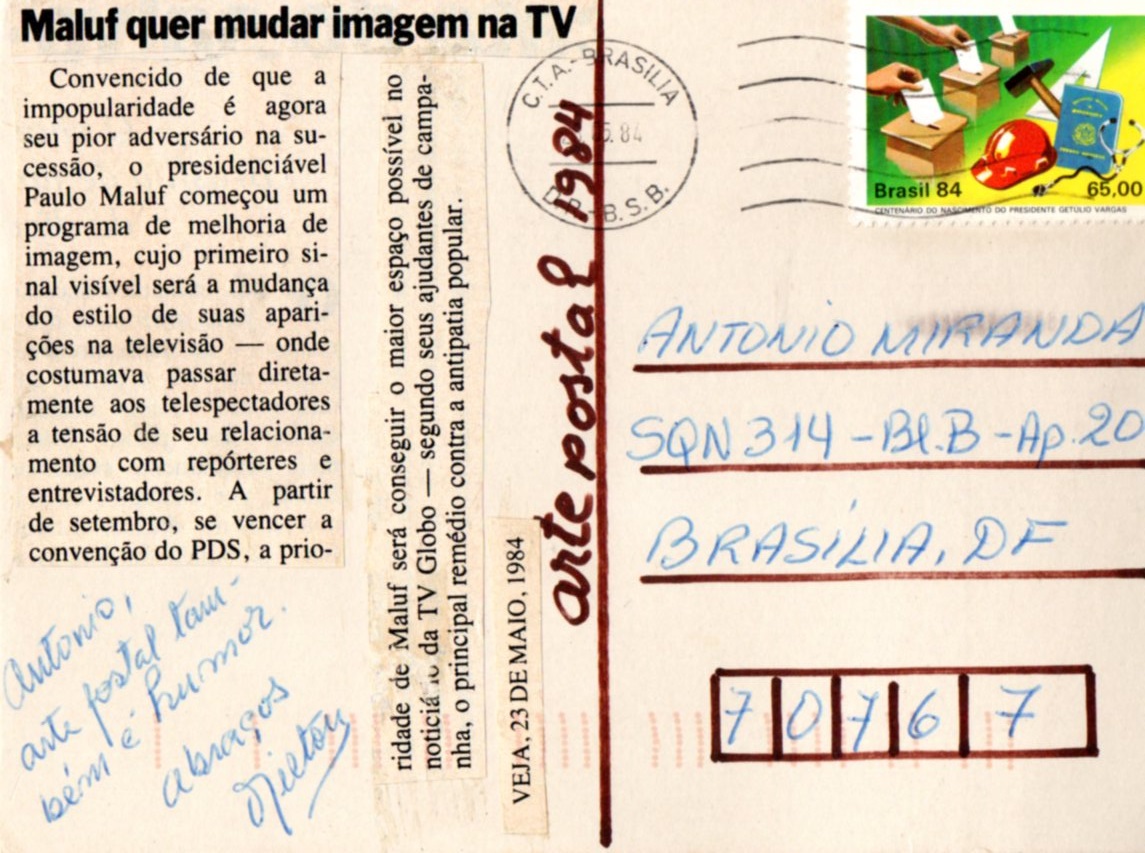 Maluf quer mudar imagem na TV
Convencido de que a
impopularidade é agora
seu pior adversário na su-
cessão, o presidenciável
Paulo Maluf começou um
programa de melhoria de
imagem, cujo primeiro si-
nal visível será a mudança
do estilo de suas apari-
ções na televisão — onde
costumava passar direta-
mente aos telespectadores
a tensão de seu relaciona-
mento com repórteres e
entrevistadores. A partir
de setembro, se vencer a
convenção do PDS, a prio-
ridade de Maluf será conseguir o maior espaço possível no
da TV Globo — segundo seus ajudantes de campa-
nha, o principal remédio contra a antipatia popular.
VEJA, 23 DE MAIO, 1984
Antonio,
arte postal tam-
bém é humor.
abraços
arte postal 1984
C.T.A.- BRASILIA
84
B.S.B.
Brasil 84
65,00
CENTENÁRIO DO NASCIMENTO DO PRESIDENTE GETULIO VARGAS
ANTONIO MIRANDA
SQN 314 - Bl. B - Ap. 20
BRASÍLIA, DF
70767